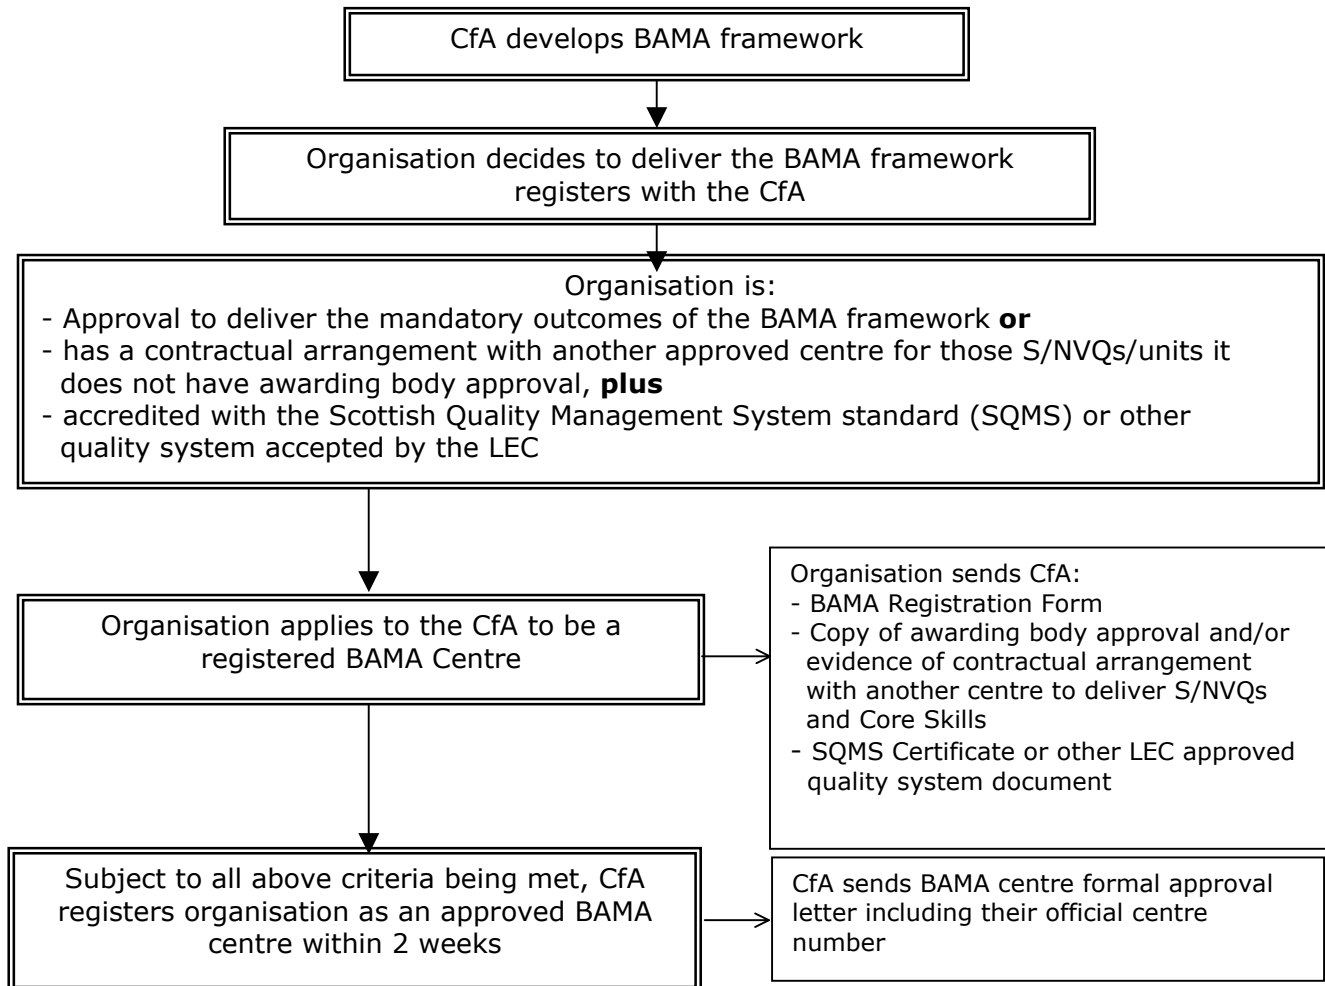 CfA develops BAMA framework
Organisation decides to deliver the BAMA framework
registers with the CfA
Organisation is:
- Approval to deliver the mandatory outcomes of the BAMA framework or
- has a contractual arrangement with another approved centre for those S/NVQs/units it
does not have awarding body approval, plus
- accredited with the Scottish Quality Management System standard (SQMS) or other
quality system accepted by the LEC
Organisation applies to the CfA to be a
registered BAMA Centre
Organisation sends CfA:
- BAMA Registration Form
- Copy of awarding body approval and/or
evidence of contractual arrangement
with another centre to deliver S/NVQs
and Core Skills
- SQMS Certificate or other LEC approved
quality system document
Subject to all above criteria being met, CfA
registers organisation as an approved BAMA
centre within 2 weeks
CfA sends BAMA centre formal approval
letter including their official centre
number